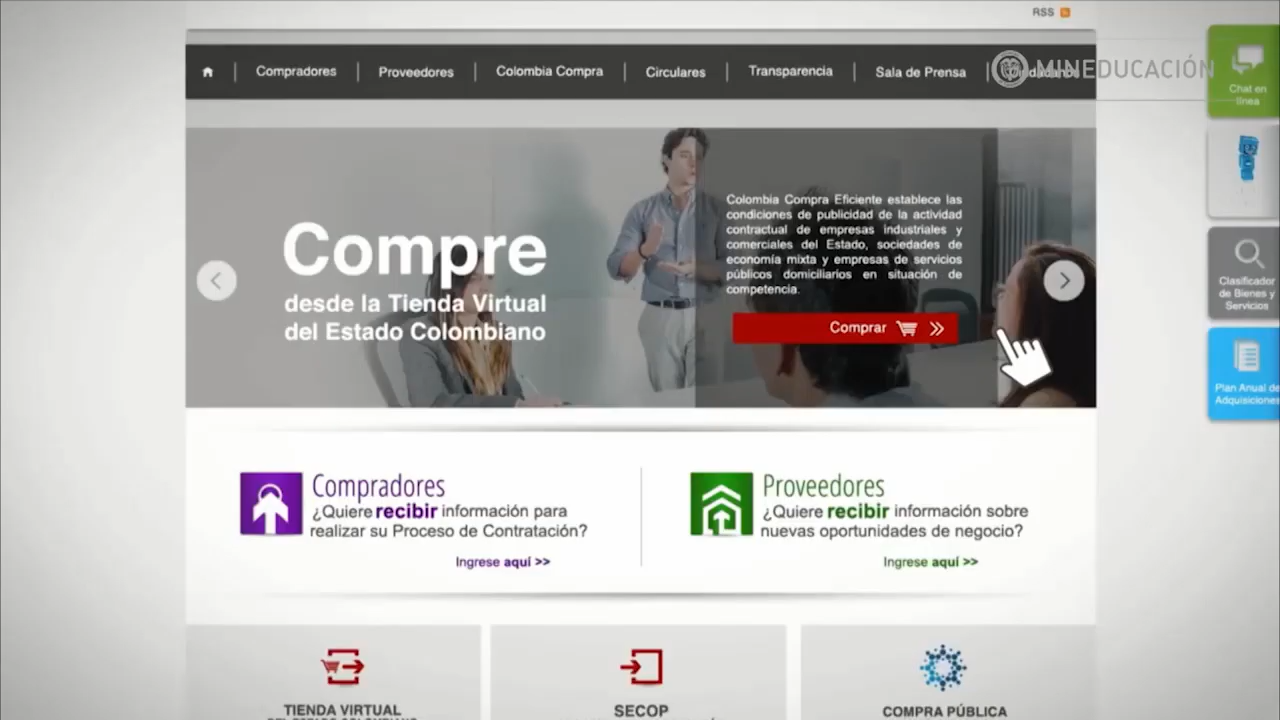 RSS
Compradores
Proveedores
Colombia Compra
Circulares
Transparencia
Sala de Prensa
MINEDUCACIÓN
Chat en
línea
Compre
desde la Tienda Virtual
del Estado Colombiano
Colombia Compra Eficiente establece las
condiciones de publicidad de la actividad
contractual de empresas industriales y
comerciales del Estado, sociedades de
economía mixta y empresas de servicios
públicos domiciliarios en situación de
competencia.
Comprar
Clasificador
de Bienes y
Servicios
Plan Anual de
Adquisiciones
Compradores
¿Quiere recibir información para
realizar su Proceso de Contratación?
Ingrese aquí >>
Proveedores
¿Quiere recibir información sobre
nuevas oportunidades de negocio?
Ingrese aquí >>
TIENDA VIRTUAL
DEL ESTADO COLOMBIANO
SECOP
COMPRA PÚBLICA